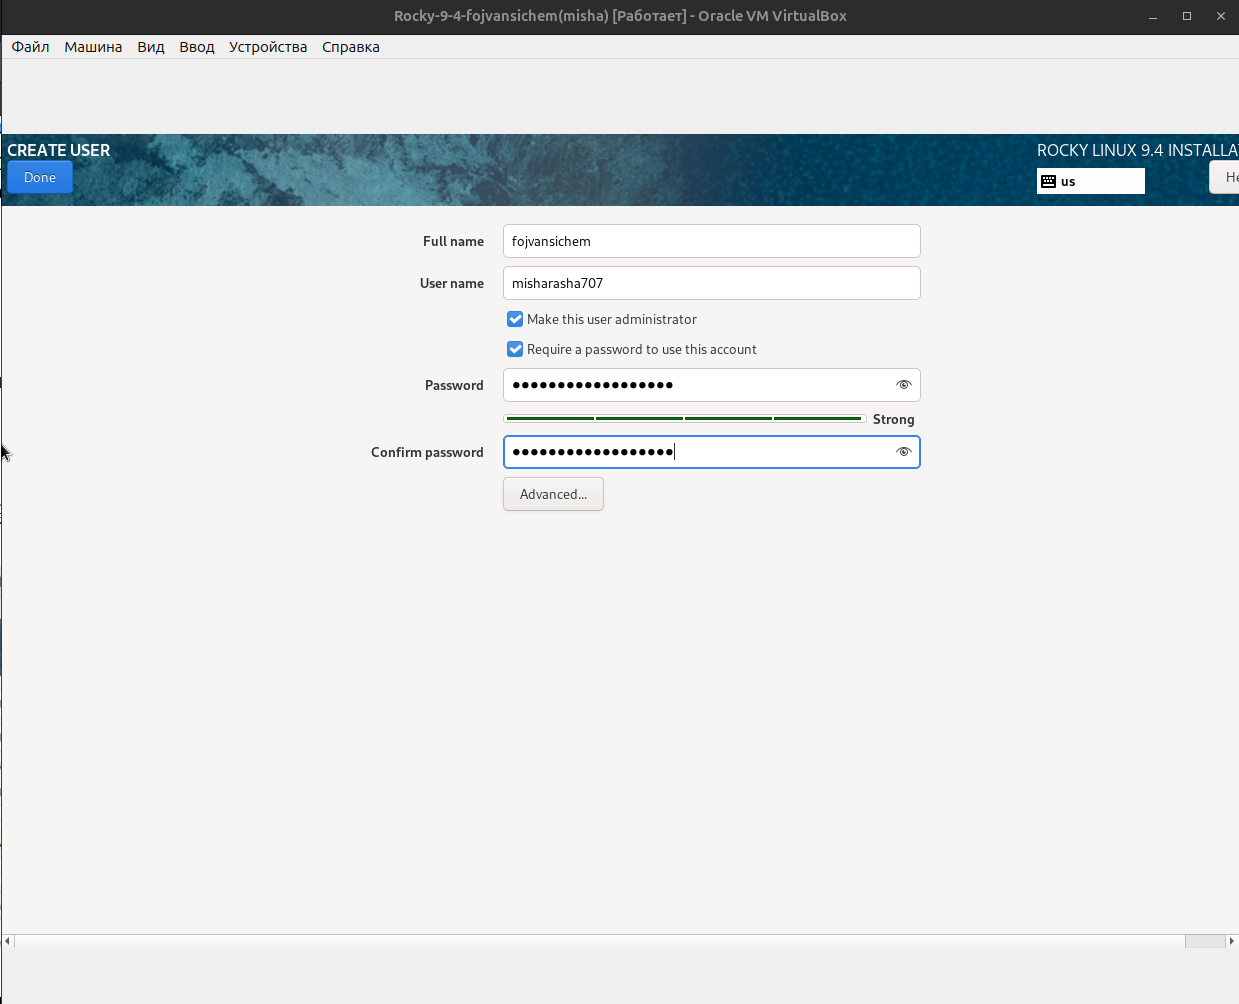 Rocky-9-4-fojvansichem(misha) [Работает] - Oracle VM VirtualBox
Файл Машина Вид Ввод Устройства Справка
CREATE USER
ROCKY LINUX 9.4 INSTALLA
Done
us
He
Full name fojvansichem
User name misharasha707
Make this user administrator
Require a password to use this account
Password ••••••••••••••••••
Strong
Confirm password ••••••••••••••••••
Advanced...